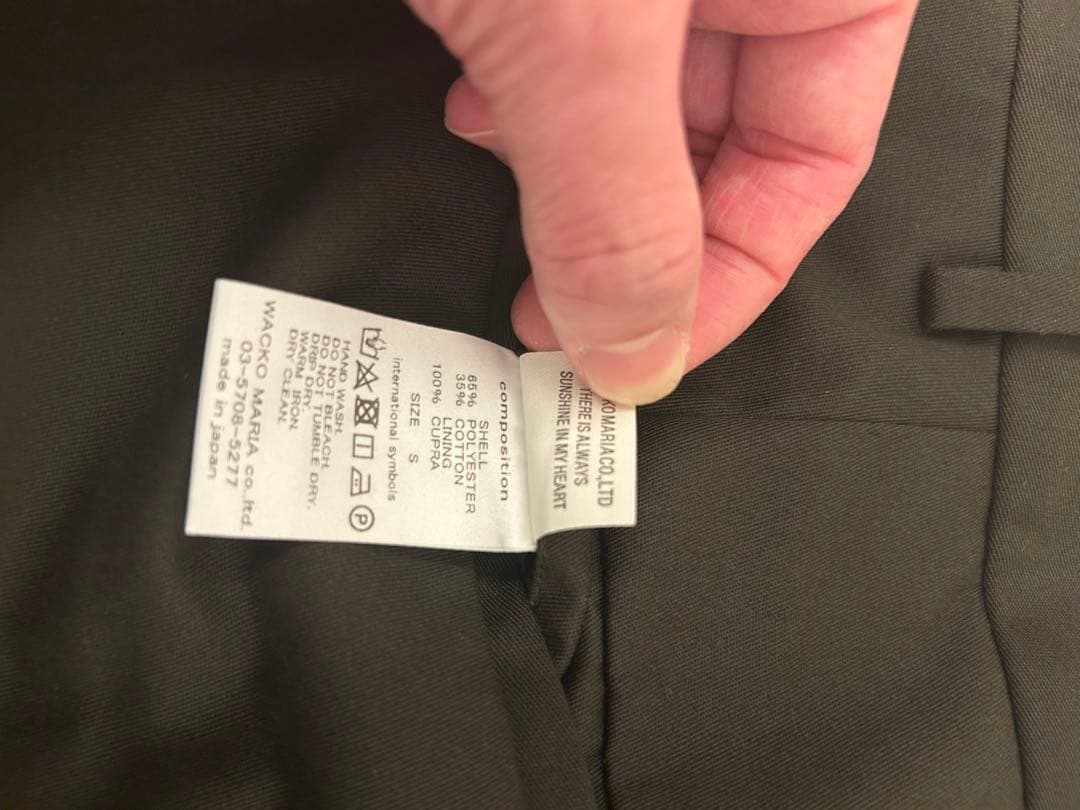 KO MARIA CO.,LTD
THERE IS ALWAYS
SUNSHINE IN MY HEART
composition
SHELL
65% POLYESTER
35% COTTON
LINING
100% CUPRA
SIZE S
international symbols
P
HAND WASH.
DO NOT BLEACH.
DO NOT TUMBLE DRY.
DRIP DRY.
WARM IRON.
DRY CLEAN.
WACKO MARIA co.ltd.
03-5708-5277
made in japan